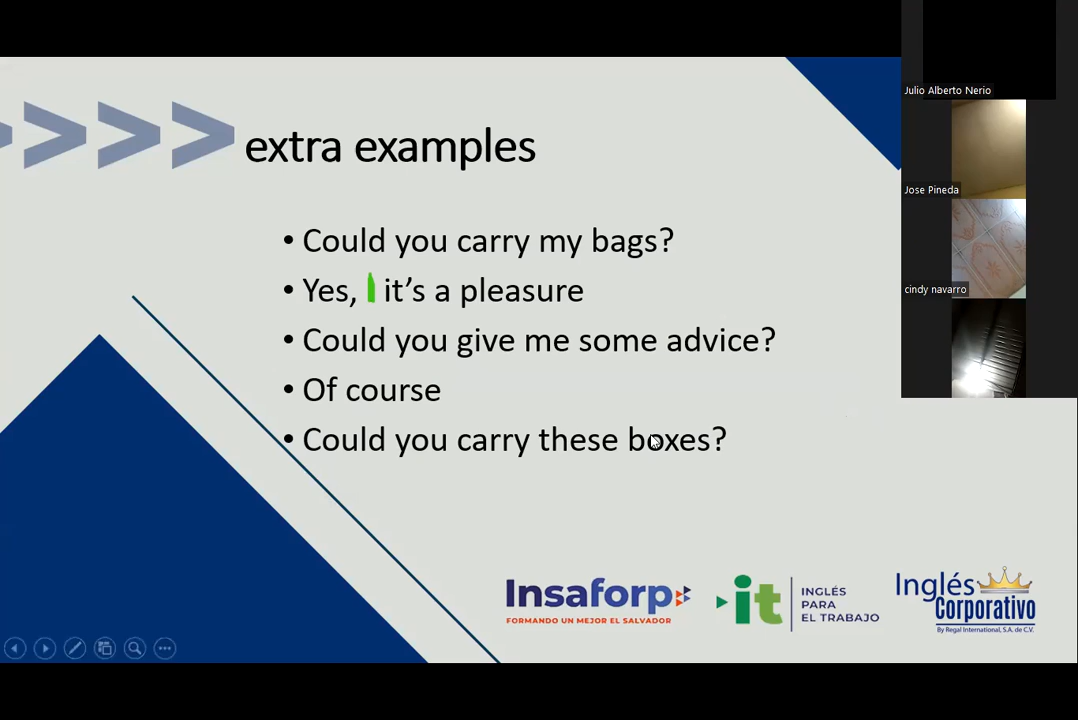 Julio Alberto Nerio
Jose Pineda
cindy navarro
extra examples
• Could you carry my bags?
• Yes, it's a pleasure
• Could you give me some advice?
• Of course
• Could you carry these boxes?
Insaforp
FORMANDO UN MEJOR EL SALVADOR
it
INGLÉS
PARA
EL TRABAJO
Inglés
Corporativo
By Regal International, S.A. de C.V.